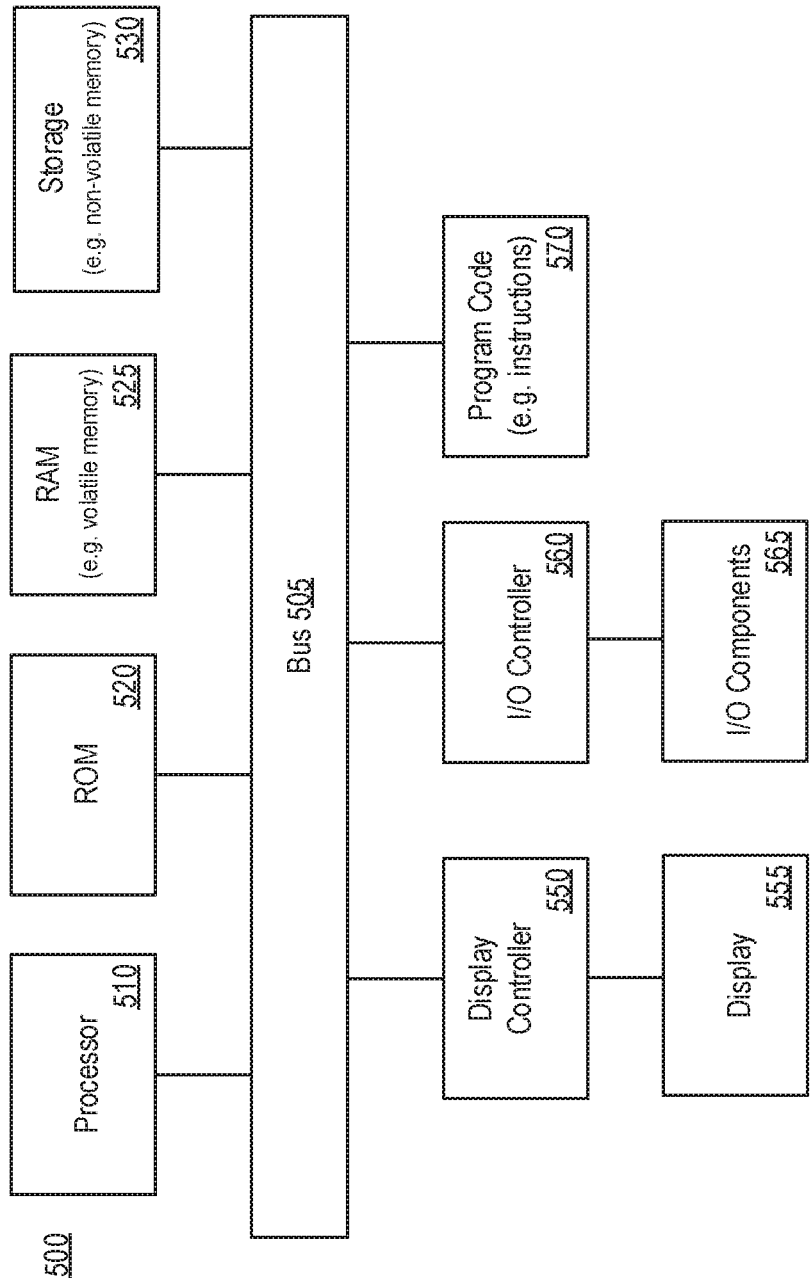 500
Processor
510
ROM
520
RAM
(e.g. volatile memory)
525
Storage
(e.g. non-volatile memory)
530
Bus 505
Display
Controller
550
I/O Controller
560
Program Code
(e.g. instructions)
570
Display
555
I/O Components
565